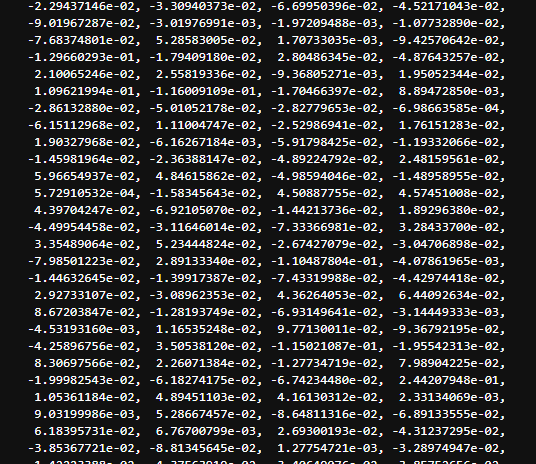 -2.29437146e-02, -3.30940373e-02, -6.69950396e-02, -4.52171043e-02,
-9.01967287e-02, -3.01976991e-03, -1.97209488e-03, -1.07732890e-02,
-7.68374801e-02, 5.28583005e-02, 1.70733035e-03, -9.42570642e-02,
-1.29660293e-01, -1.79409180e-02, 2.80486345e-02, -4.87643257e-02,
2.10065246e-02, 2.55819336e-02, -9.36805271e-03, 1.95052344e-02,
1.09621994e-01, -1.16009109e-01, -1.70466397e-02, 8.89472850e-03,
-2.86132880e-02, -5.01052178e-02, -2.82779653e-02, -6.98663585e-04,
-6.15112968e-02, 1.11004747e-02, -2.52986941e-02, 1.76151283e-02,
1.90327968e-02, -6.16267184e-03, -5.91798425e-02, -1.19332066e-02,
-1.45981964e-02, -2.36388147e-02, -4.89224792e-02, 2.48159561e-02,
5.96654937e-02, 4.84615862e-02, -4.98594046e-02, -1.48958955e-02,
5.72910532e-04, -1.58345643e-02, 4.50887755e-02, 4.57451008e-02,
4.39704247e-02, -6.92105070e-02, -1.44213736e-02, 1.89296380e-02,
-4.49954458e-02, -3.11646014e-02, -7.33366981e-02, 3.28433700e-02,
3.35489064e-02, 5.23444824e-02, -2.67427079e-02, -3.04706898e-02,
-7.98501223e-02, 2.89133340e-02, -1.10487804e-01, -4.07861965e-03,
-1.44632645e-02, -1.39917387e-02, -7.43319988e-02, -4.42974418e-02,
2.92733107e-02, -3.08962353e-02, 4.36264053e-02, 6.44092634e-02,
8.67203847e-02, -1.28193749e-02, -6.93149641e-02, -3.14449333e-03,
-4.53193160e-03, 1.16535248e-02, 9.77130011e-02, -9.36792195e-02,
-4.25896756e-02, 3.50538120e-02, -1.15021087e-01, -1.95542313e-02,
8.30697566e-02, 2.26071384e-02, -1.27734719e-02, 7.98904225e-02,
-1.99982543e-02, -6.18274175e-02, -6.74234480e-02, 2.44207948e-01,
1.05361184e-02, 4.89451103e-02, 4.16130312e-02, 2.33134069e-03,
9.03199986e-03, 5.28667457e-02, -8.64811316e-02, -6.89133555e-02,
6.18395731e-02, 6.76700799e-03, 2.69300193e-02, -4.31237295e-02,
-3.85367721e-02, -8.81345645e-02, 1.27754721e-03, -3.28974947e-02,